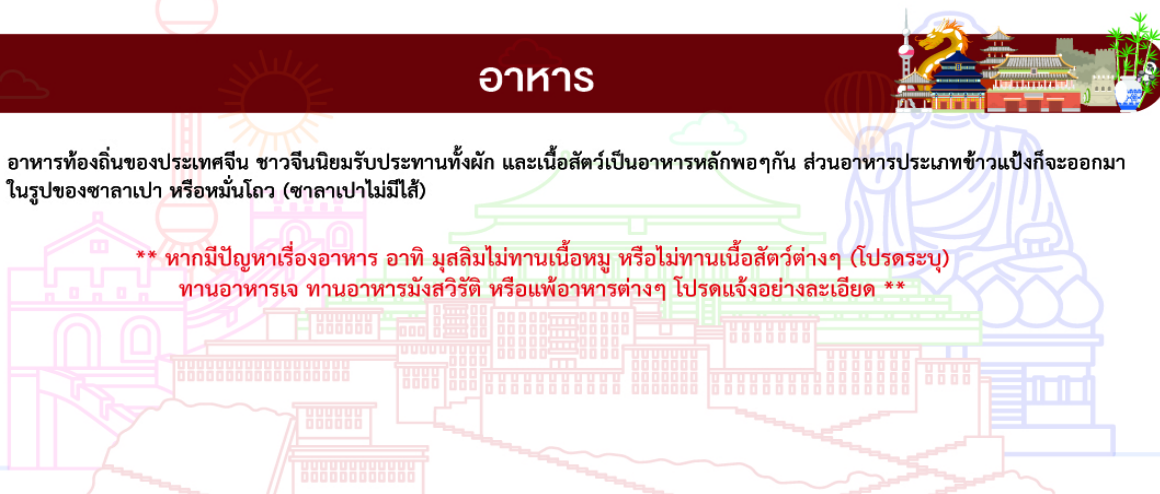 อาหาร
อาหารท้องถิ่นของประเทศจีน ชาวจีนนิยมรับประทานทั้งผัก และเนื้อสัตว์เป็นอาหารหลักพอๆกัน ส่วนอาหารประเภทข้าวแป้งก็จะออกมา
ในรูปของซาลาเปา หรือหมั่นโถว (ซาลาเปาไม่มีไส้)
** หากมีปัญหาเรื่องอาหาร อาทิ มุสลิมไม่ทานเนื้อหมู หรือไม่ทานเนื้อสัตว์ต่างๆ (โปรดระบุ)
ทานอาหารเจ ทานอาหารมังสวิรัติ หรือแพ้อาหารต่างๆ โปรดแจ้งอย่างละเอียด **